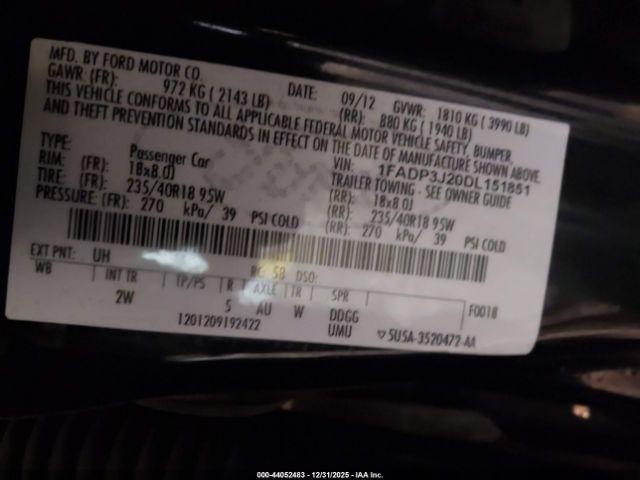 MFD. BY FORD MOTOR CO.
DATE: 09/12 GVWR: 1810 KG ( 3990 LB)
GAWR: (FR): 972 KG ( 2143 LB) (RR): 880 KG ( 1940 LB)
THIS VEHICLE CONFORMS TO ALL APPLICABLE FEDERAL MOTOR VEHICLE SAFETY, BUMPER,
AND THEFT PREVENTION STANDARDS IN EFFECT ON THE DATE OF MANUFACTURE SHOWN ABOVE.
VIN: 1FADP3J20DL151851
TYPE: Passenger Car TRAILER TOWING - SEE OWNER GUIDE
RIM: (FR): 18x8.0J (RR): 18x8.0J
TIRE: (FR): 235/40R18 95W (RR): 235/40R18 95W
PRESSURE: (FR): 270 kPa/ 39 PSI COLD (RR): 270 kPa/ 39 PSI COLD
EXT PNT: UH RC: 58 DSO: F0018
WB INT TR TP/PS R AXLE TR SPR
2W 5 AU W DDGG
UMU
1201209192422 ▽ 5U5A-3520472-AA
000-44052483 - 12/31/2025 - IAA Inc.